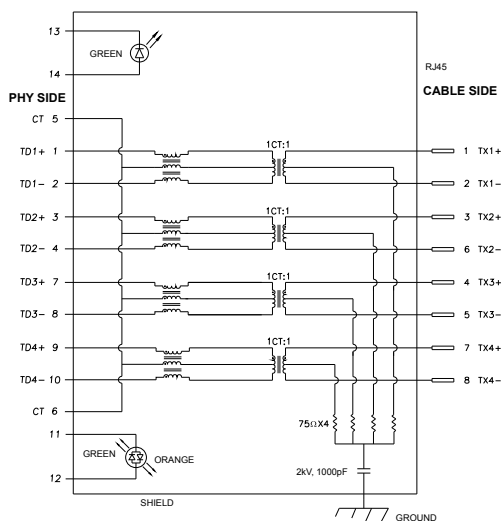 13
GREEN
14
RJ45
PHY SIDE
CABLE SIDE
CT 5
1CT:1
TD1+ 1
1 TX1+
TD1- 2
2 TX1-
1CT:1
TD2+ 3
3 TX2+
TD2- 4
6 TX2-
1CT:1
TD3+ 7
4 TX3+
TD3- 8
5 TX3-
1CT:1
TD4+ 9
7 TX4+
TD4- 10
8 TX4-
CT 6
75ΩX4
11
GREEN
ORANGE
2kV, 1000pF
12
SHIELD
GROUND